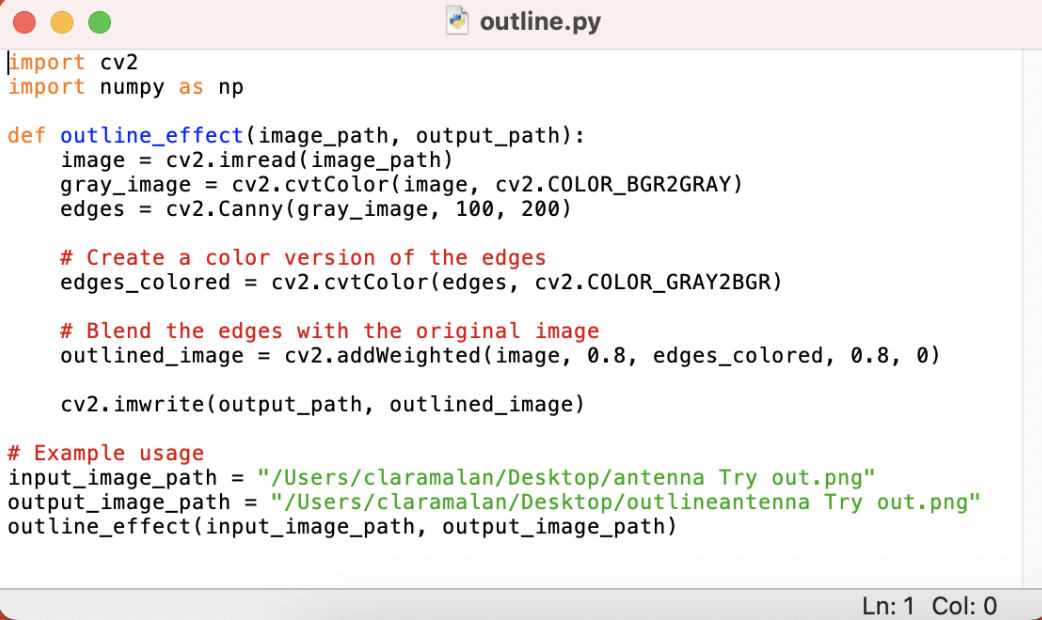 outline.py
import cv2
import numpy as np
def outline_effect(image_path, output_path):
    image = cv2.imread(image_path)
    gray_image = cv2.cvtColor(image, cv2.COLOR_BGR2GRAY)
    edges = cv2.Canny(gray_image, 100, 200)
    # Create a color version of the edges
    edges_colored = cv2.cvtColor(edges, cv2.COLOR_GRAY2BGR)
    # Blend the edges with the original image
    outlined_image = cv2.addWeighted(image, 0.8, edges_colored, 0.8, 0)
    cv2.imwrite(output_path, outlined_image)
# Example usage
input_image_path = "/Users/claramalan/Desktop/antenna Try out.png"
output_image_path = "/Users/claramalan/Desktop/outlineantenna Try out.png"
outline_effect(input_image_path, output_image_path)
Ln: 1 Col: 0